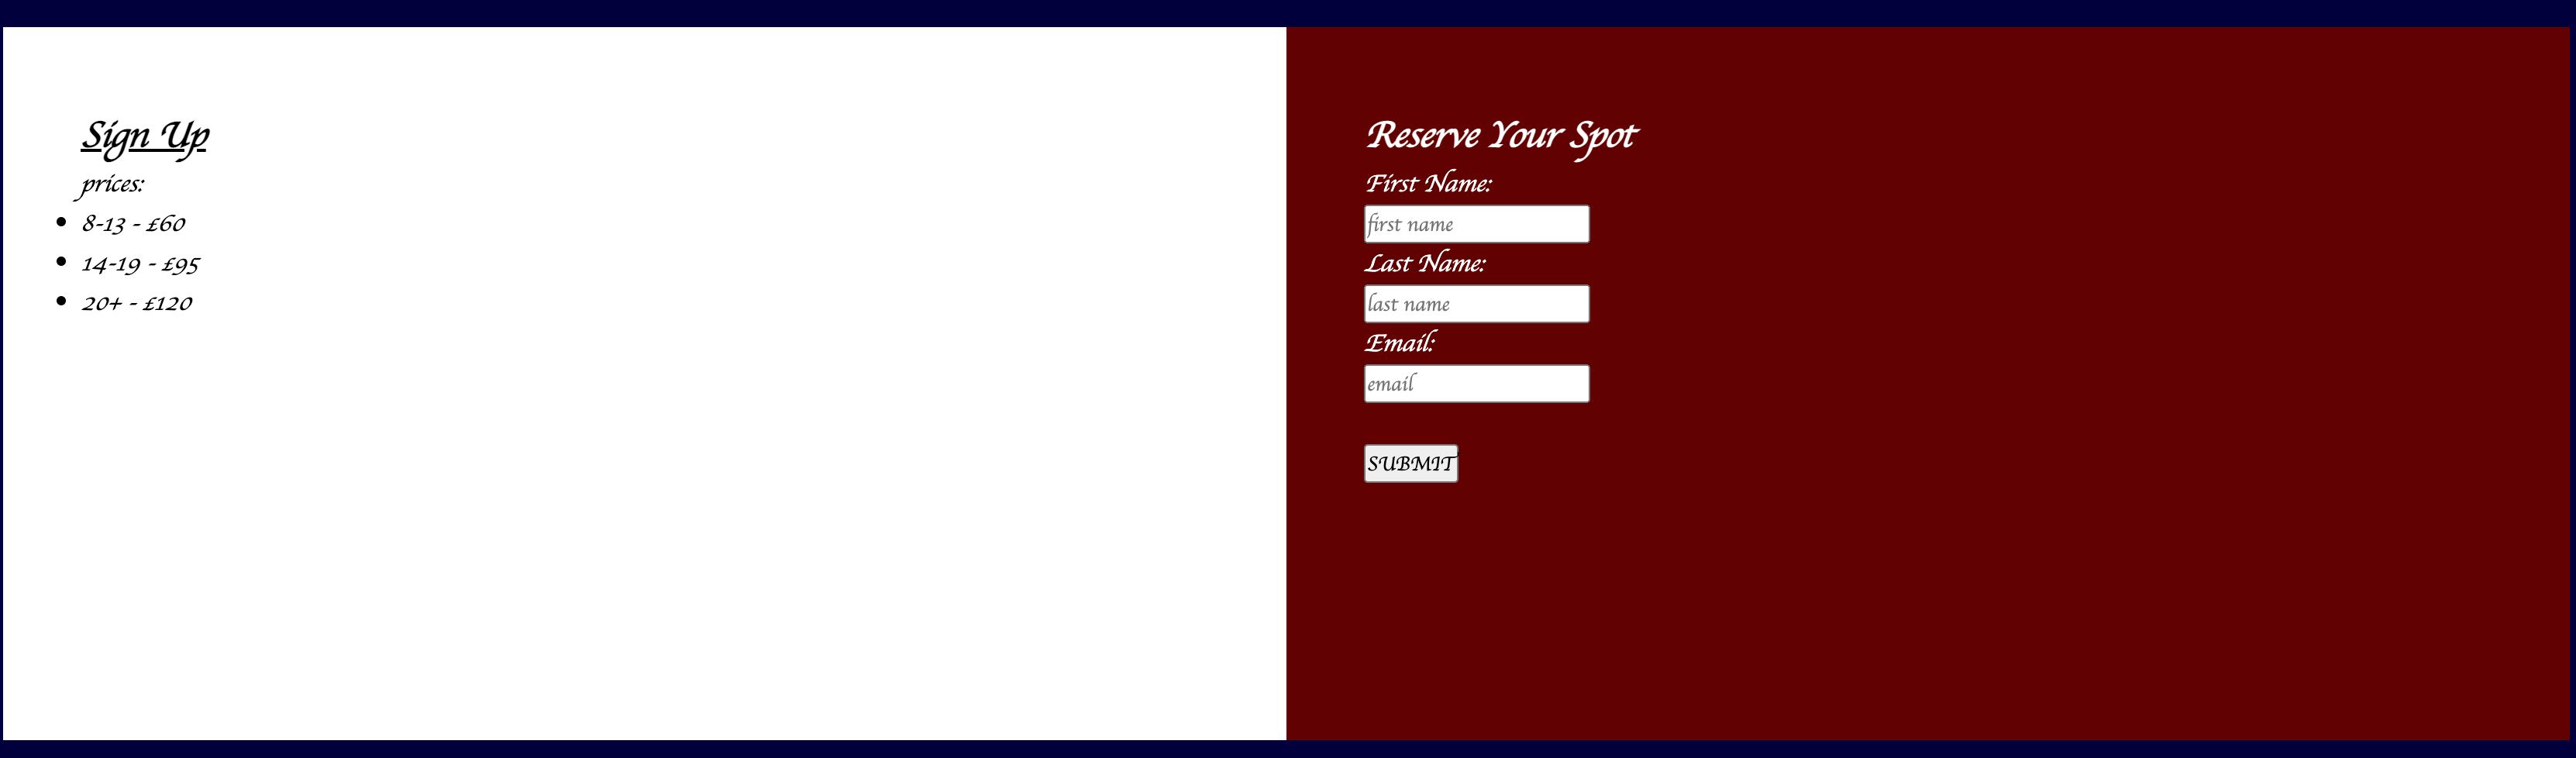 Sign Up
prices:
8-13 - £60
14-19 - £95
20+ - £120
Reserve Your Spot
First Name:
first name
Last Name:
last name
Email:
email
SUBMIT